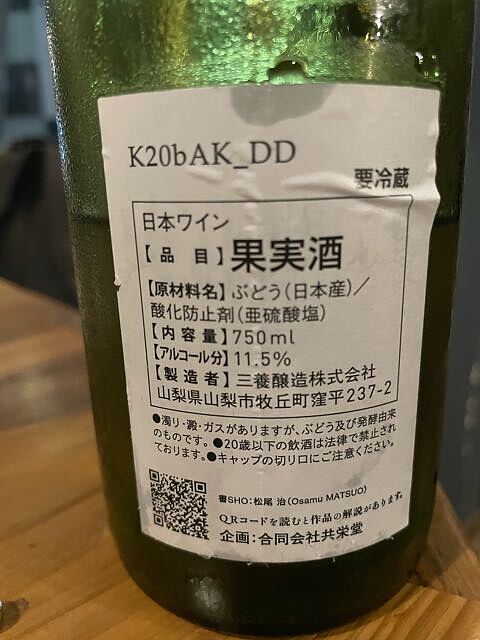 K20bAK_DD
要冷蔵
日本ワイン
【品 目】果実酒
【原材料名】ぶどう(日本産)/
酸化防止剤(亜硫酸塩)
【内 容 量】750ml
【アルコール分】11.5%
【製 造 者】三養醸造株式会社
山梨県山梨市牧丘町窪平237-2
●濁り・澱・ガスがありますが、ぶどう及び発酵由来
のものです。●20歳以下の飲酒は法律で禁止され
ております。●キャップの切り口にご注意ください。
書SHO:松尾 治(Osamu MATSUO)
QRコードを読むと作品の解説があります。
企画:合同会社共栄堂